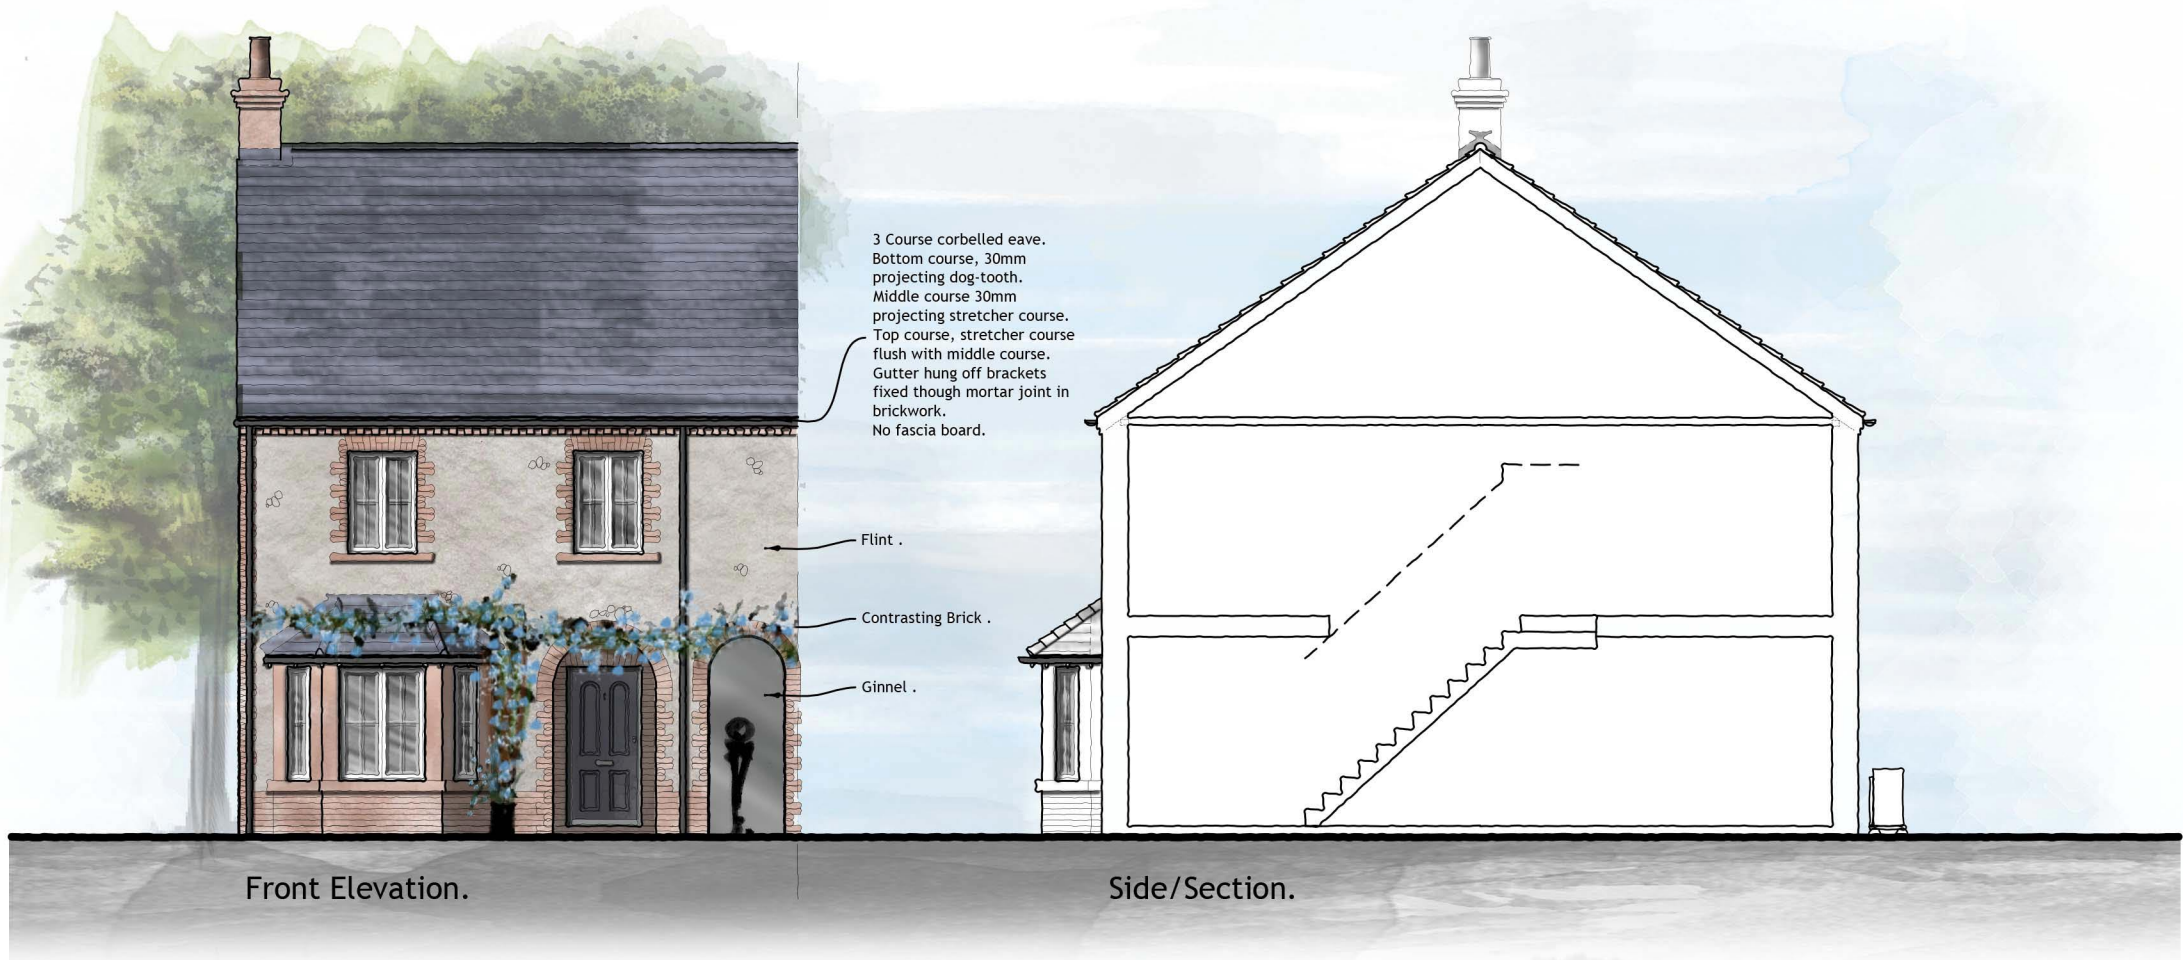 3 Course corbelled eave.
Bottom course, 30mm
projecting dog-tooth.
Middle course 30mm
projecting stretcher course.
Top course, stretcher course
flush with middle course.
Gutter hung off brackets
fixed though mortar joint in
brickwork.
No fascia board.
Flint .
Contrasting Brick .
Ginnel .
Front Elevation.
Side/Section.